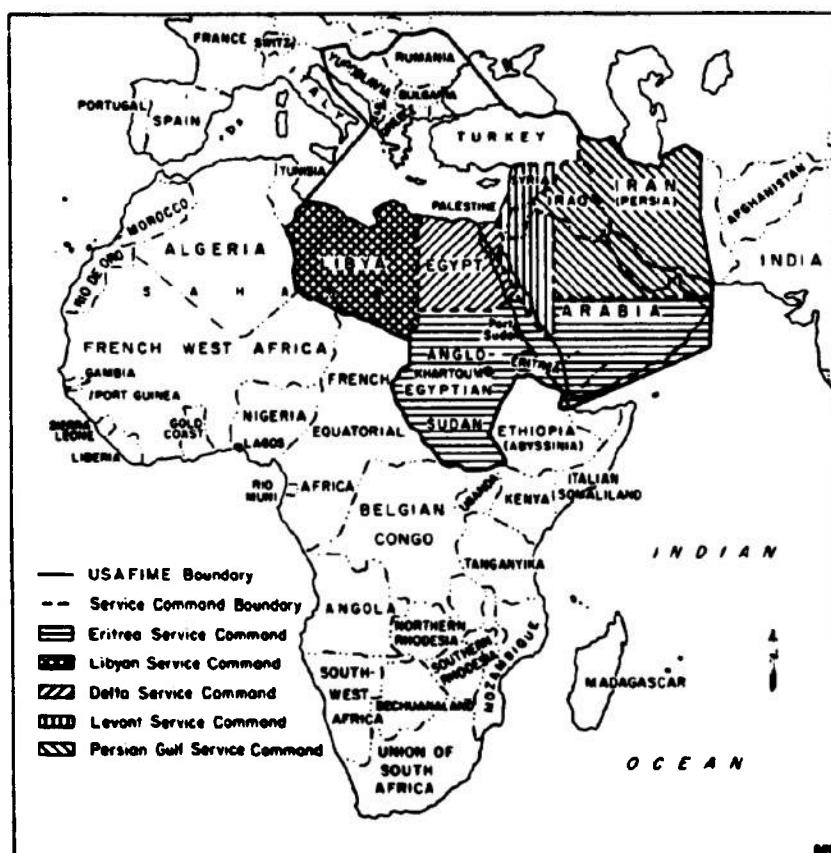 FRANCE
SWITZ
RUMANIA
YUGOSLAVIA
BULGARIA
ITALY
PORTUGAL
SPAIN
TURKEY
TUNISIA
SYRIA
IRAN
(PERSIA)
IRAQ
PALESTINE
AFGHANISTAN
MOROCCO
ALGERIA
LIBYA
EGYPT
INDIA
RIO DE ORO
S A H A
ARABIA
Port
Sudan
FRENCH WEST AFRICA
ANGLO-
ERITREA
KHARTOUM
EGYPTIAN
SUDAN
GAMBIA
PORT GUINEA
FRENCH
EQUATORIAL
AFRICA
NIGERIA
GOLD
COAST
SIERRA
LEONE
LIBERIA
LAGOS
ETHIOPIA
(ABYSSINIA)
RIO
MUNI
UGANDA
KENYA
ITALIAN
SOMALILAND
BELGIAN
CONGO
TANGANYIKA
INDIAN
ANGOLA
NORTHERN
RHODESIA
SOUTHERN
RHODESIA
MOZAMBIQUE
MADAGASCAR
SOUTH-
WEST
AFRICA
BECHUANALAND
UNION OF
SOUTH
AFRICA
OCEAN
USAFIME Boundary
Service Command Boundary
Eritrea Service Command
Libyan Service Command
Delta Service Command
Levant Service Command
Persian Gulf Service Command